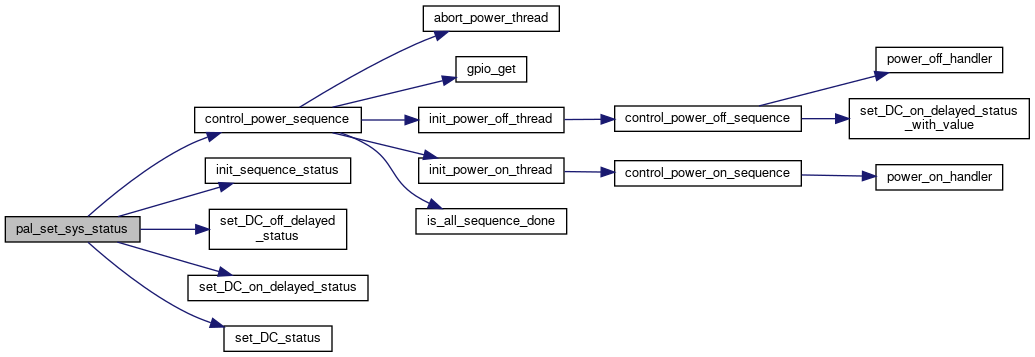 pal_set_sys_status
control_power_sequence
init_sequence_status
set_DC_off_delayed
_status
set_DC_on_delayed_status
set_DC_status
abort_power_thread
gpio_get
init_power_off_thread
init_power_on_thread
is_all_sequence_done
control_power_off_sequence
control_power_on_sequence
power_off_handler
set_DC_on_delayed_status
_with_value
power_on_handler